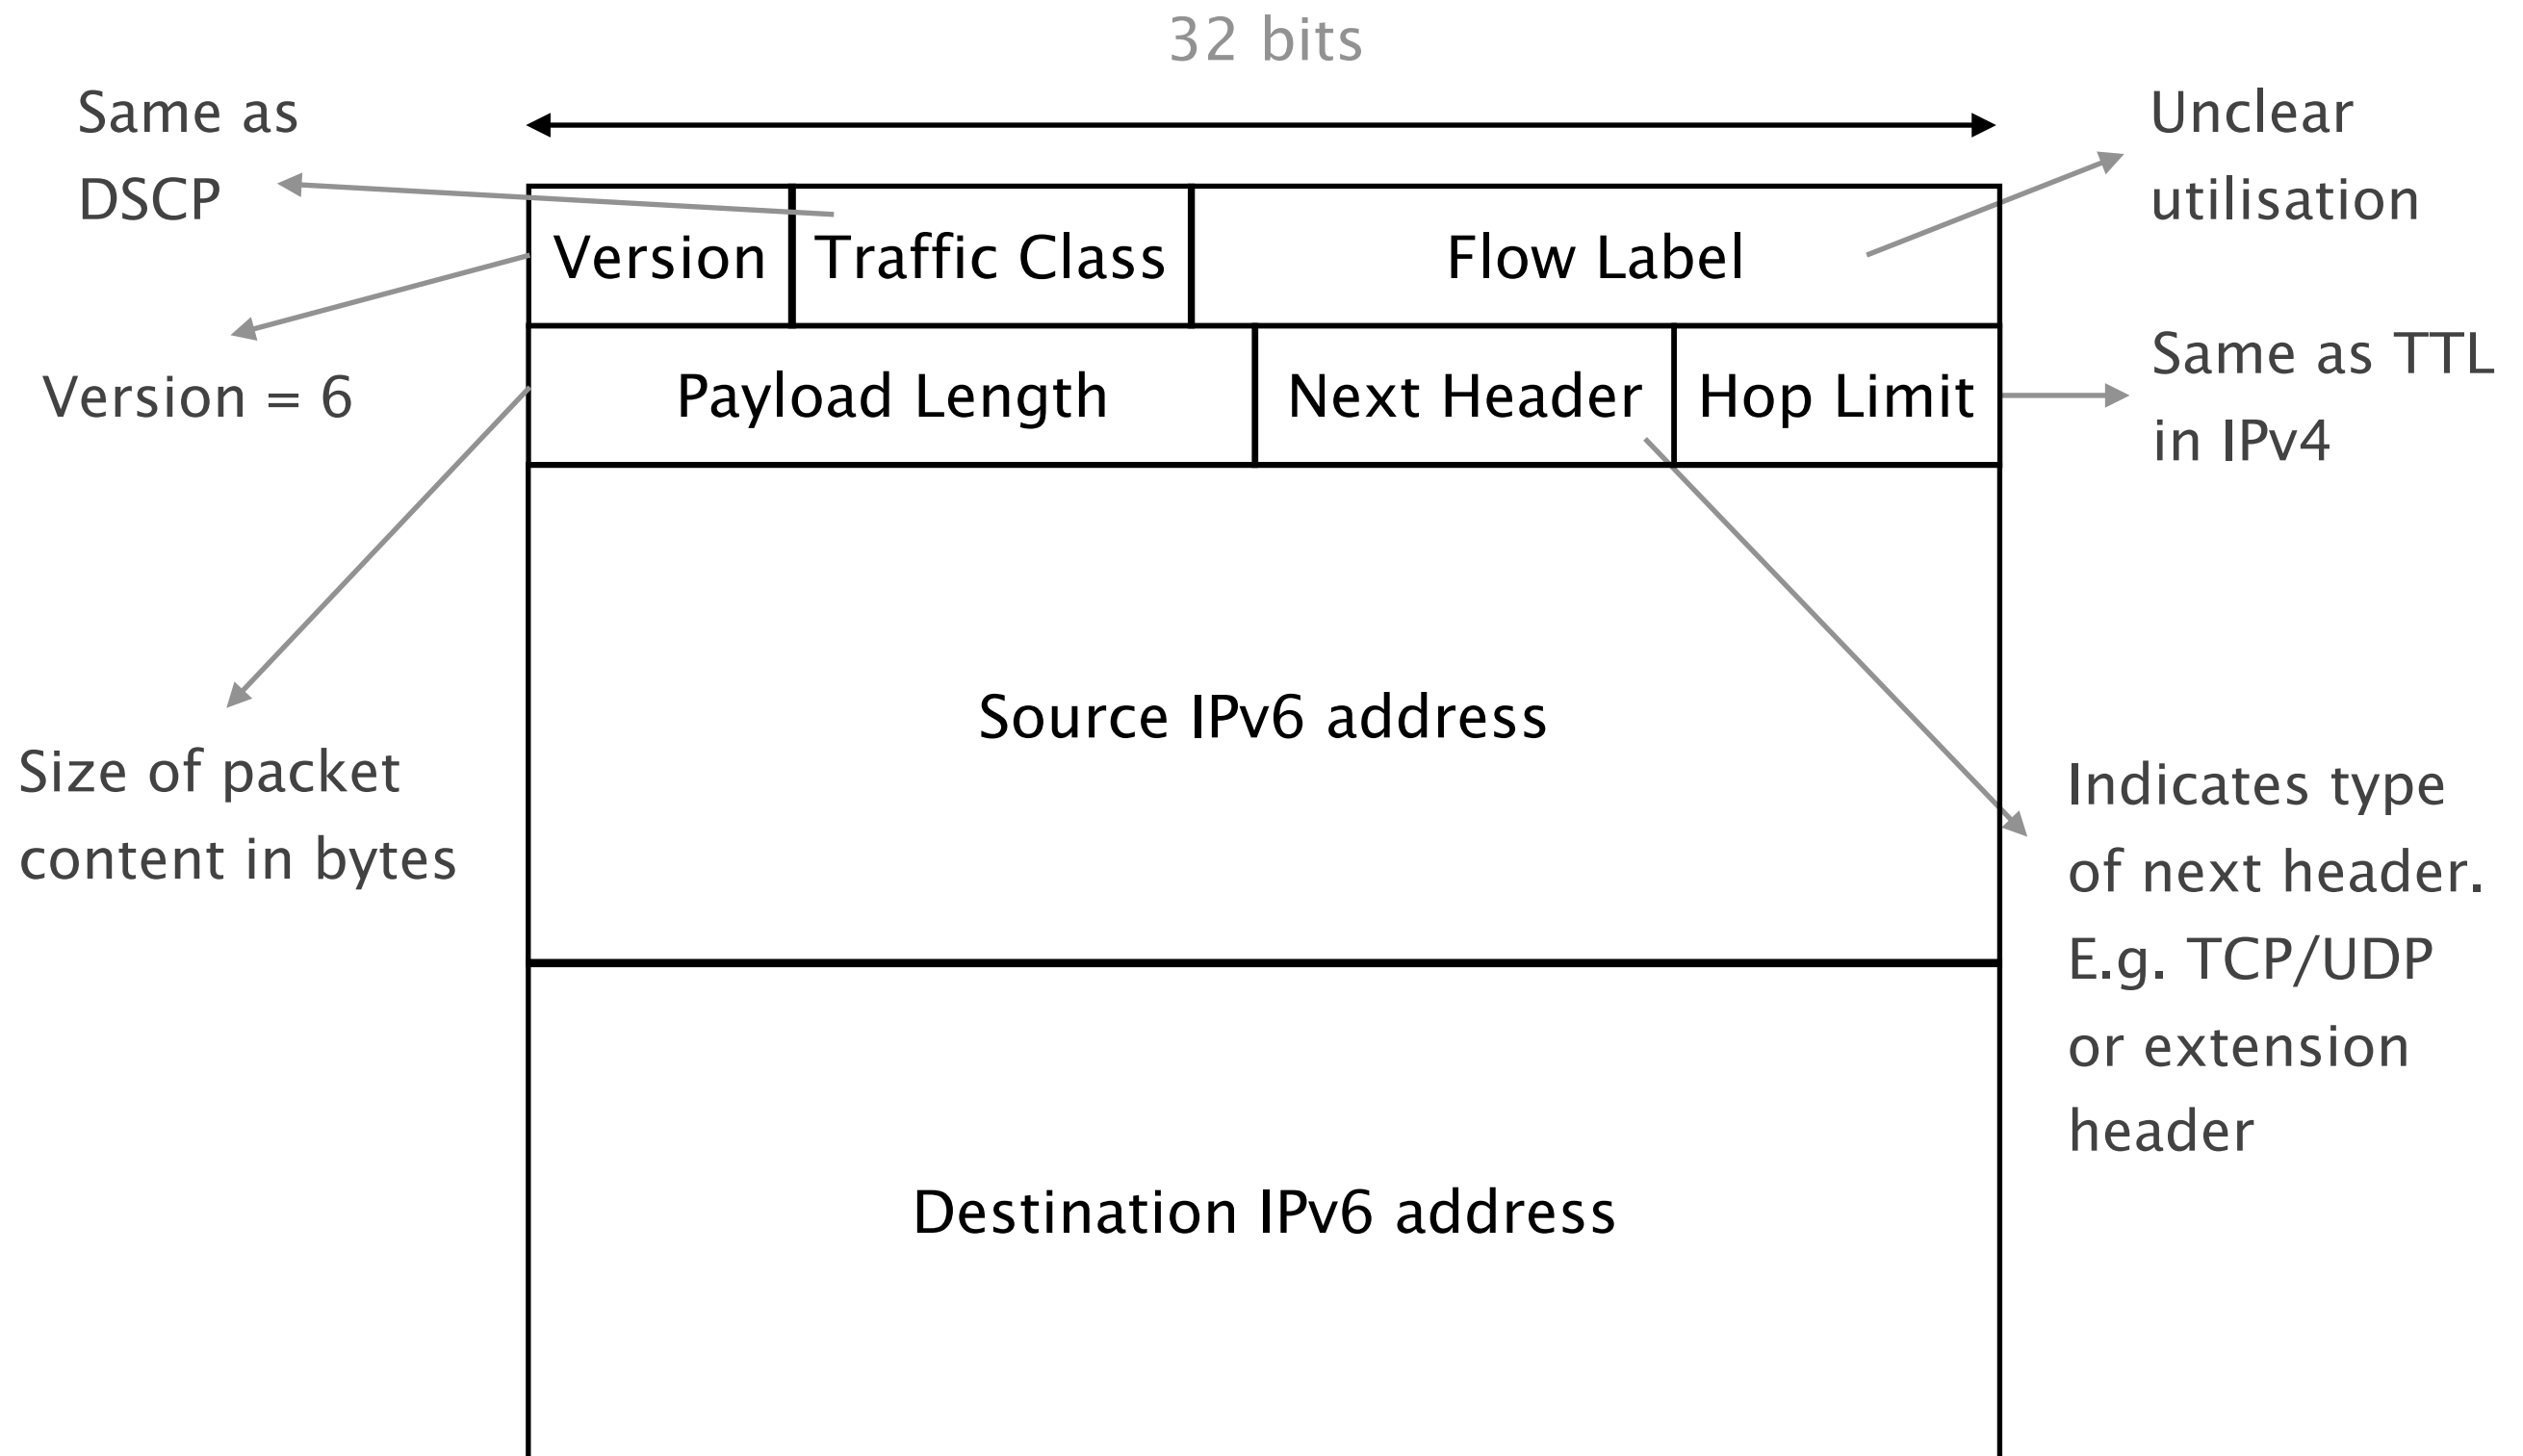 32 bits
Same as
DSCP
Unclear
utilisation
Version
Traffic Class
Flow Label
Version = 6
Payload Length
Next Header
Hop Limit
Same as TTL
in IPv4
Source IPv6 address
Size of packet
content in bytes
Indicates type
of next header.
E.g. TCP/UDP
or extension
header
Destination IPv6 address